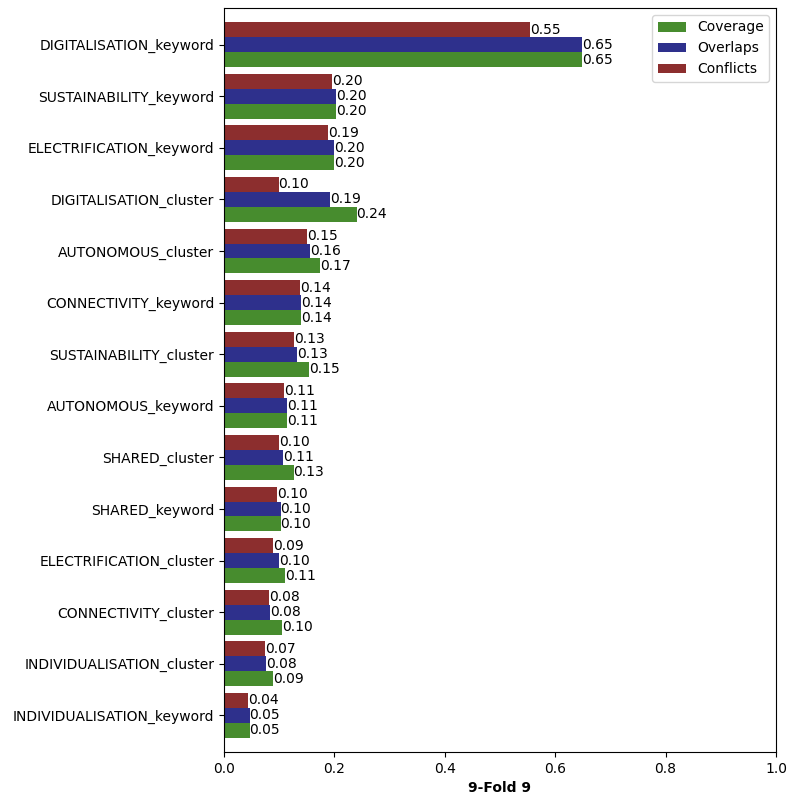 Coverage
Overlaps
Conflicts
DIGITALISATION_keyword
0.55
0.65
0.65
SUSTAINABILITY_keyword
0.20
0.20
0.20
ELECTRIFICATION_keyword
0.19
0.20
0.20
DIGITALISATION_cluster
0.10
0.19
0.24
AUTONOMOUS_cluster
0.15
0.16
0.17
CONNECTIVITY_keyword
0.14
0.14
0.14
SUSTAINABILITY_cluster
0.13
0.13
0.15
AUTONOMOUS_keyword
0.11
0.11
0.11
SHARED_cluster
0.10
0.11
0.13
SHARED_keyword
0.10
0.10
0.10
ELECTRIFICATION_cluster
0.09
0.10
0.11
CONNECTIVITY_cluster
0.08
0.08
0.10
INDIVIDUALISATION_cluster
0.07
0.08
0.09
INDIVIDUALISATION_keyword
0.04
0.05
0.05
0.0 0.2 0.4 0.6 0.8 1.0
9-Fold 9